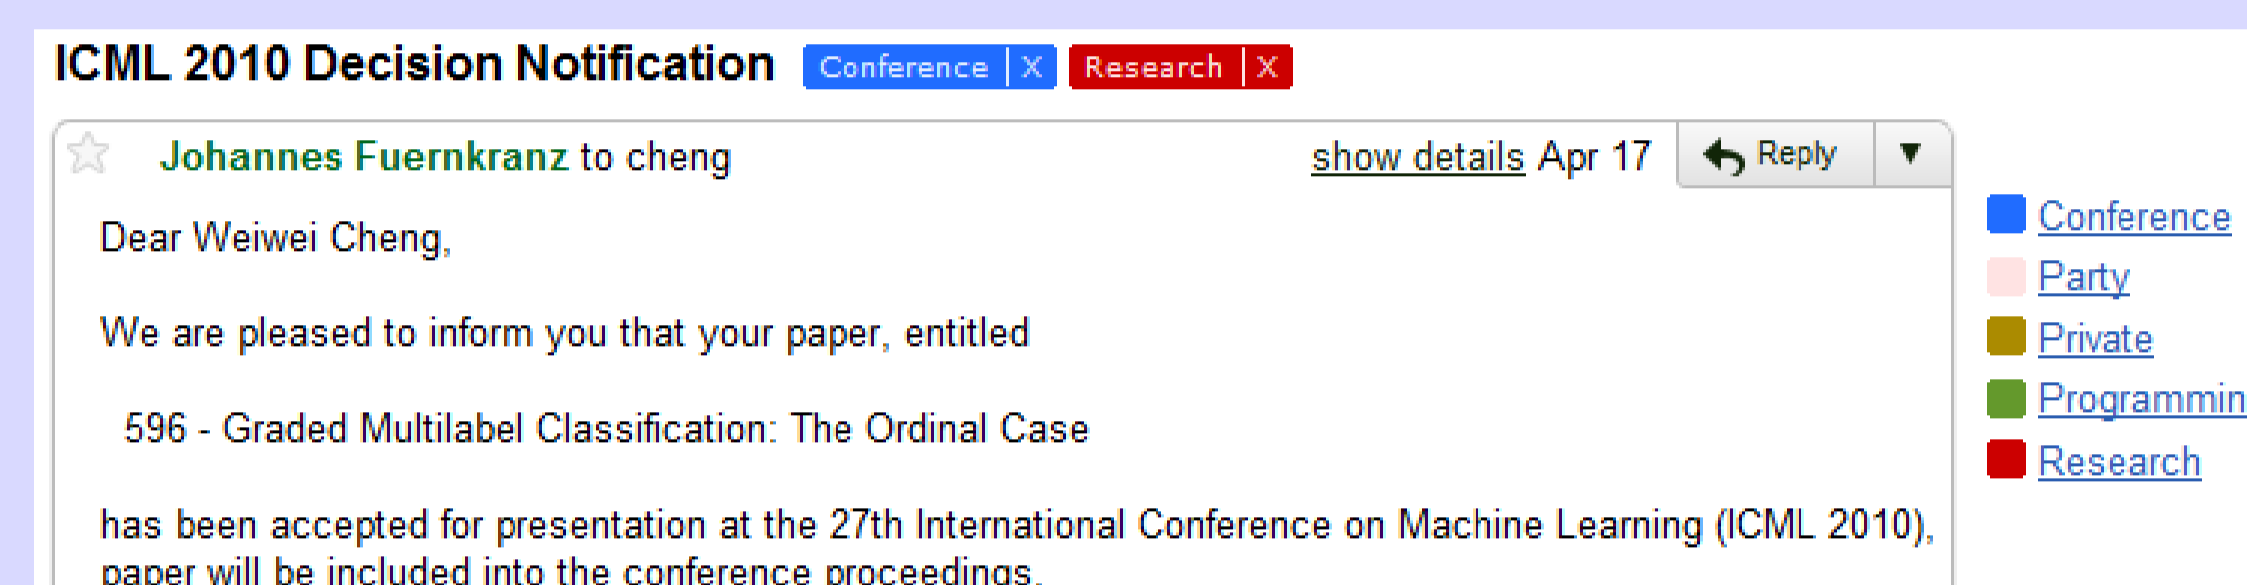 ICML 2010 Decision Notification Conference X Research X
Johannes Fuernkranz to cheng show details Apr 17 Reply
Dear Weiwei Cheng,
We are pleased to inform you that your paper, entitled
596 - Graded Multilabel Classification: The Ordinal Case
has been accepted for presentation at the 27th International Conference on Machine Learning (ICML 2010),
paper will be included into the conference proceedings.
Conference
Party
Private
Programmin
Research